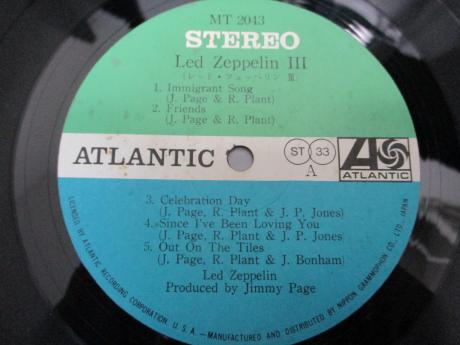 MT 2043
STEREO
Led Zeppelin III
(レッド・ツェッペリン Ⅲ)
1. Immigrant Song
(J. Page & R. Plant)
2. Friends
(J. Page & R. Plant)
ATLANTIC
ST 33
A
ATLANTIC
3. Celebration Day
(J. Page, R. Plant & J. P. Jones)
4. Since I've Been Loving You
(J. Page, R. Plant & J. P. Jones)
5. Out On The Tiles
(J. Page, R. Plant & J. Bonham)
Led Zeppelin
Produced by Jimmy Page
LICENSED BY ATLANTIC RECORDING CORPORATION, U.S.A.-MANUFACTURED AND DISTRIBUTED BY NIPPON GRAMMOPHON CO., LTD., JAPAN